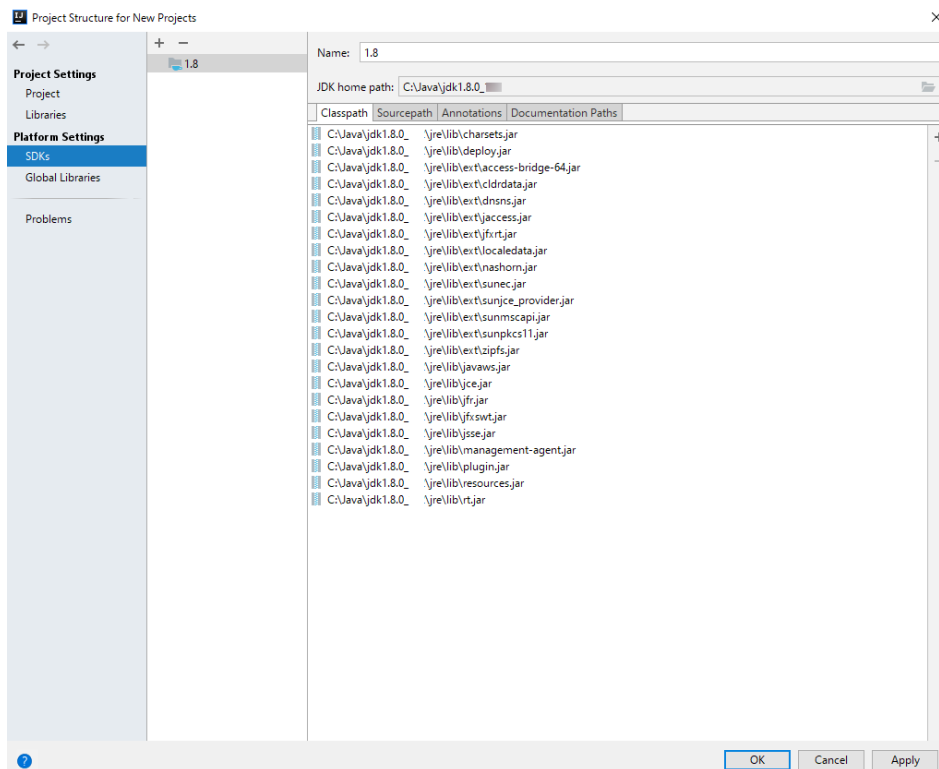 Project Structure for New Projects
Project Settings
Project
Libraries
Platform Settings
SDKs
Global Libraries
Problems
1.8
Name: 1.8
JDK home path: C:\Java\jdk1.8.0_
Classpath Sourcepath Annotations Documentation Paths
C:\Java\jdk1.8.0_ \jre\lib\charsets.jar
C:\Java\jdk1.8.0_ \jre\lib\deploy.jar
C:\Java\jdk1.8.0_ \jre\lib\ext\access-bridge-64.jar
C:\Java\jdk1.8.0_ \jre\lib\ext\cldrdata.jar
C:\Java\jdk1.8.0_ \jre\lib\ext\dnsns.jar
C:\Java\jdk1.8.0_ \jre\lib\ext\jaccess.jar
C:\Java\jdk1.8.0_ \jre\lib\ext\jfxrt.jar
C:\Java\jdk1.8.0_ \jre\lib\ext\localedata.jar
C:\Java\jdk1.8.0_ \jre\lib\ext\nashorn.jar
C:\Java\jdk1.8.0_ \jre\lib\ext\sunec.jar
C:\Java\jdk1.8.0_ \jre\lib\ext\sunjce_provider.jar
C:\Java\jdk1.8.0_ \jre\lib\ext\sunmscapi.jar
C:\Java\jdk1.8.0_ \jre\lib\ext\sunpkcs11.jar
C:\Java\jdk1.8.0_ \jre\lib\ext\zipfs.jar
C:\Java\jdk1.8.0_ \jre\lib\javaws.jar
C:\Java\jdk1.8.0_ \jre\lib\jce.jar
C:\Java\jdk1.8.0_ \jre\lib\jfr.jar
C:\Java\jdk1.8.0_ \jre\lib\jfxswt.jar
C:\Java\jdk1.8.0_ \jre\lib\jsse.jar
C:\Java\jdk1.8.0_ \jre\lib\management-agent.jar
C:\Java\jdk1.8.0_ \jre\lib\plugin.jar
C:\Java\jdk1.8.0_ \jre\lib\resources.jar
C:\Java\jdk1.8.0_ \jre\lib\rt.jar
OK Cancel Apply